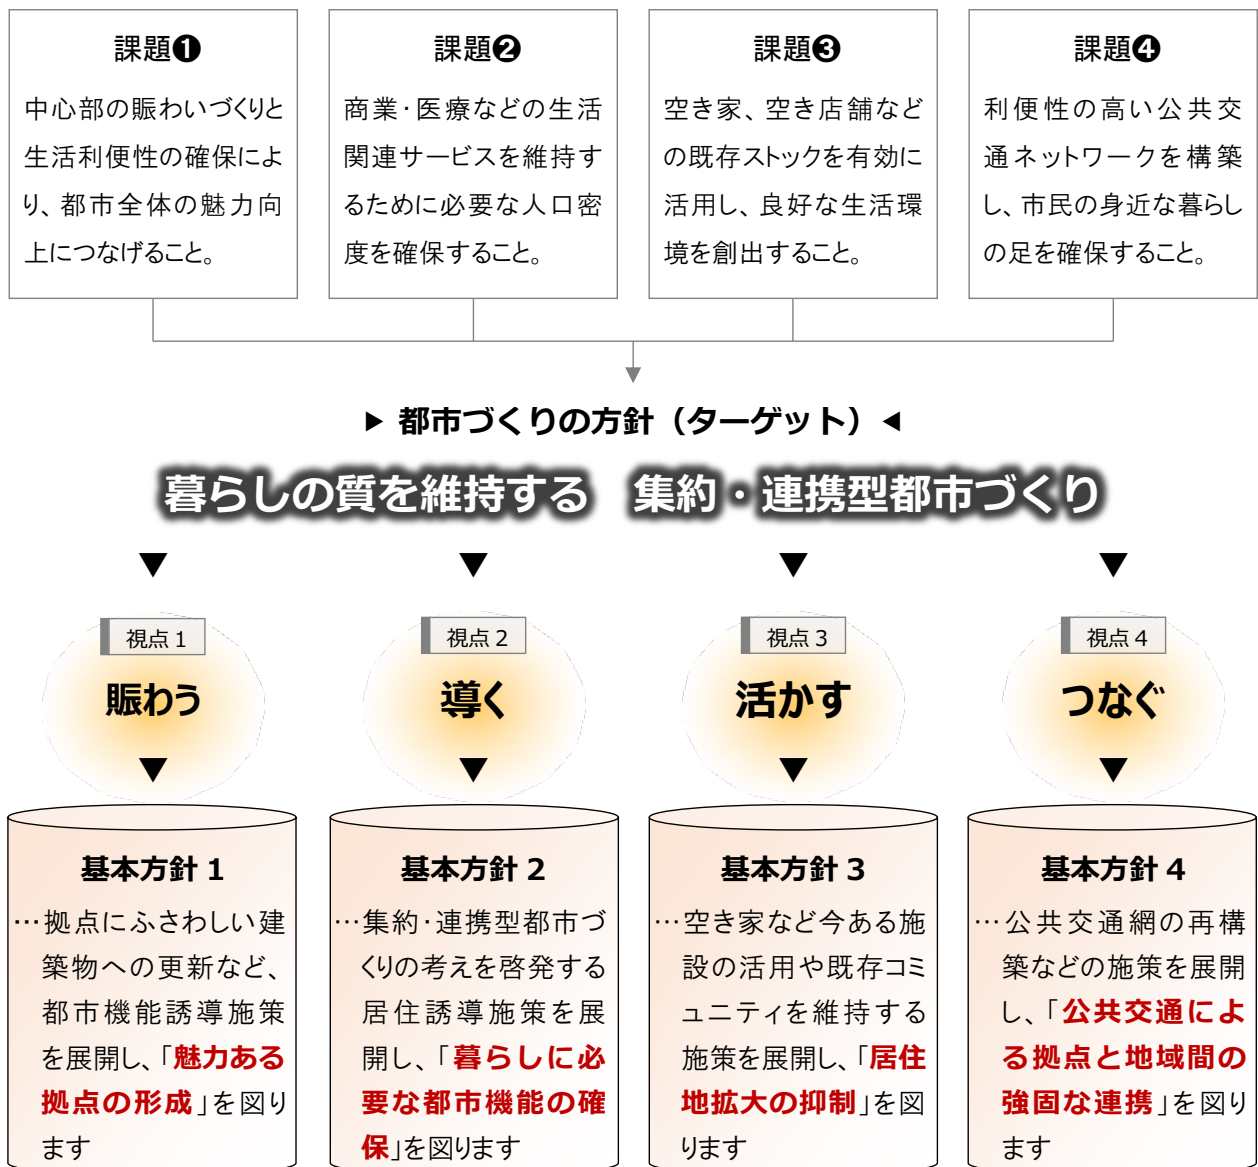 課題❶
中心部の賑わいづくりと
生活利便性の確保によ
り、都市全体の魅力向
上につなげること。
課題❷
商業・医療などの生活
関連サービスを維持す
るために必要な人口密
度を確保すること。
課題❸
空き家、空き店舗など
の既存ストックを有効に
活用し、良好な生活環
境を創出すること。
課題❹
利便性の高い公共交
通ネットワークを構築
し、市民の身近な暮らし
の足を確保すること。
▶ 都市づくりの方針（ターゲット）◀
暮らしの質を維持する　集約・連携型都市づくり
▼ ▼ ▼ ▼
視点１
賑わう
▼
視点２
導く
▼
視点３
活かす
▼
視点４
つなぐ
▼
基本方針１
…拠点にふさわしい建
築物への更新など、
都市機能誘導施策
を展開し、「魅力ある
拠点の形成」を図り
ます
基本方針２
…集約・連携型都市づ
くりの考えを啓発する
居住誘導施策を展
開し、「暮らしに必
要な都市機能の確
保」を図ります
基本方針３
…空き家など今ある施
設の活用や既存コミ
ュニティを維持する
施策を展開し、「居住
地拡大の抑制」を図
ります
基本方針４
…公共交通網の再構
築などの施策を展開
し、「公共交通によ
る拠点と地域間の
強固な連携」を図り
ます